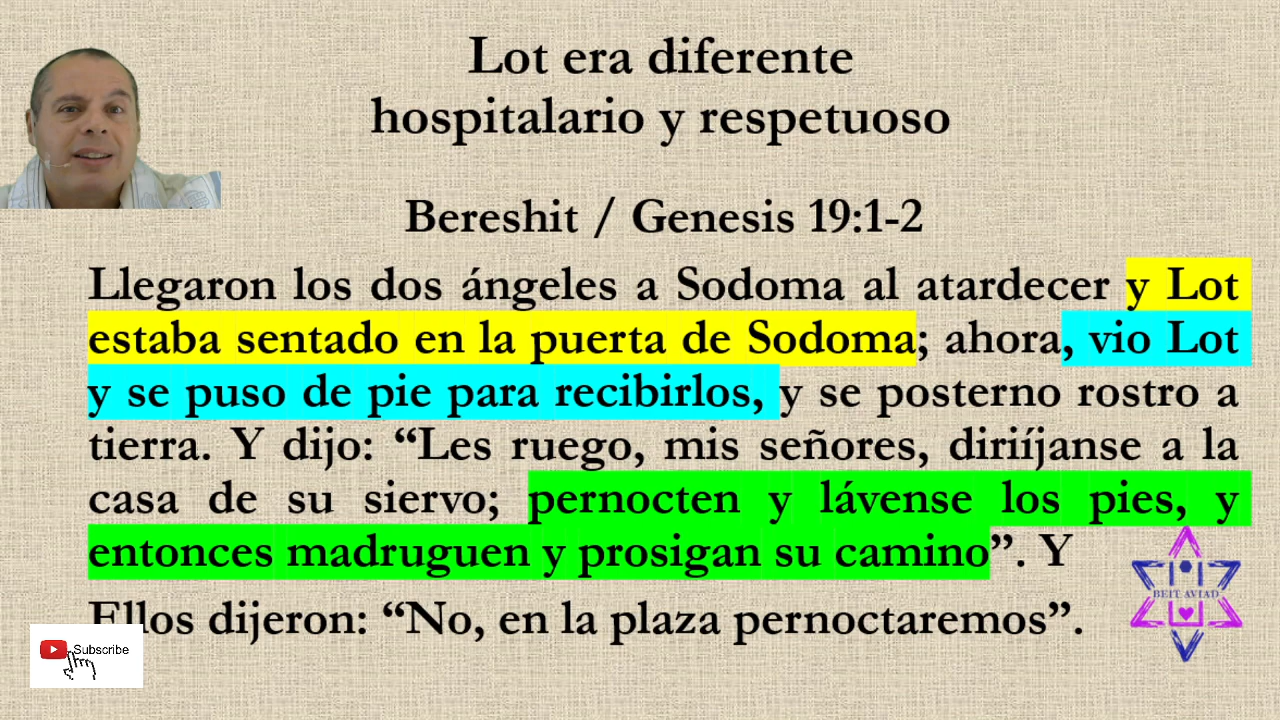 Lot era diferente
hospitalario y respetuoso
Bereshit / Genesis 19:1-2
Llegaron los dos ángeles a Sodoma al atardecer y Lot
estaba sentado en la puerta de Sodoma; ahora, vio Lot
y se puso de pie para recibirlos, y se posterno rostro a
tierra. Y dijo: “Les ruego, mis señores, diriíjanse a la
casa de su siervo; pernocten y lávense los pies, y
entonces madruguen y prosigan su camino”. Y
Ellos dijeron: “No, en la plaza pernoctaremos”.
BEIT AVIAD
Subscribe